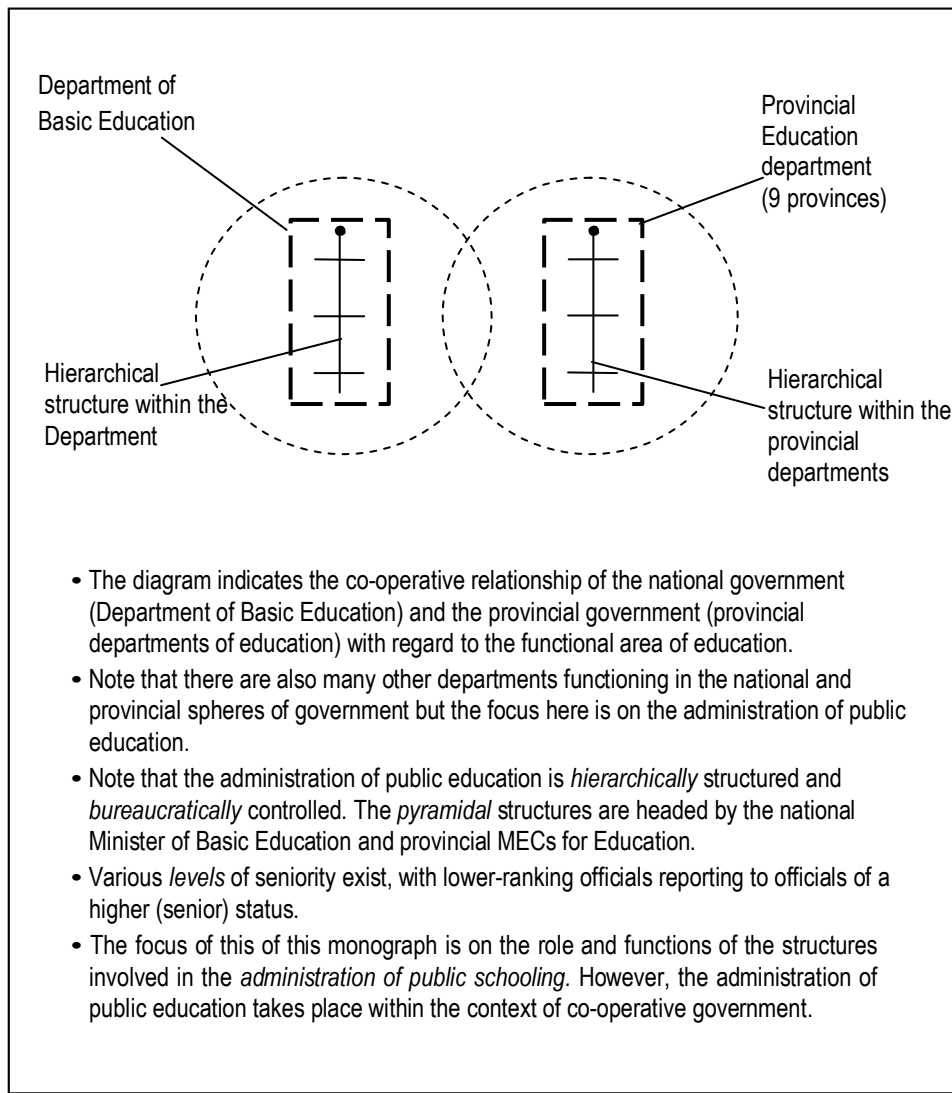 Department of
Basic Education
Provincial
Education
department
(9 provinces)
Hierarchical
structure within the
Department
Hierarchical
structure within the
provincial
departments
• The diagram indicates the co-operative relationship of the national government
(Department of Basic Education) and the provincial government (provincial
departments of education) with regard to the functional area of education.
• Note that there are also many other departments functioning in the national and
provincial spheres of government but the focus here is on the administration of public
education.
• Note that the administration of public education is hierarchically structured and
bureaucratically controlled. The pyramidal structures are headed by the national
Minister of Basic Education and provincial MECs for Education.
• Various levels of seniority exist, with lower-ranking officials reporting to officials of a
higher (senior) status.
• The focus of this of this monograph is on the role and functions of the structures
involved in the administration of public schooling. However, the administration of
public education takes place within the context of co-operative government.